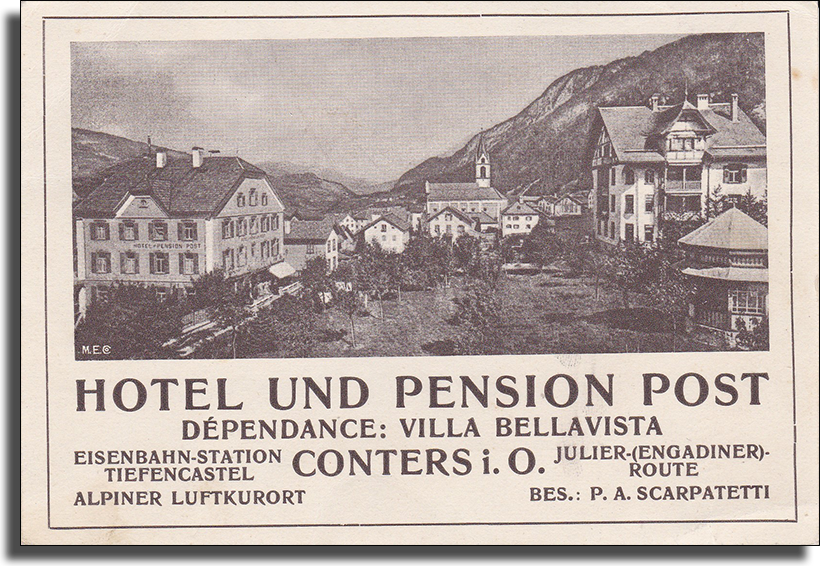 HOTEL & PENSION POST
M.E.Co
HOTEL UND PENSION POST
DÉPENDANCE: VILLA BELLAVISTA
EISENBAHN-STATION
TIEFENCASTEL
CONTERS i. O.
JULIER-(ENGADINER)-
ROUTE
ALPINER LUFTKURORT
BES.: P. A. SCARPATETTI